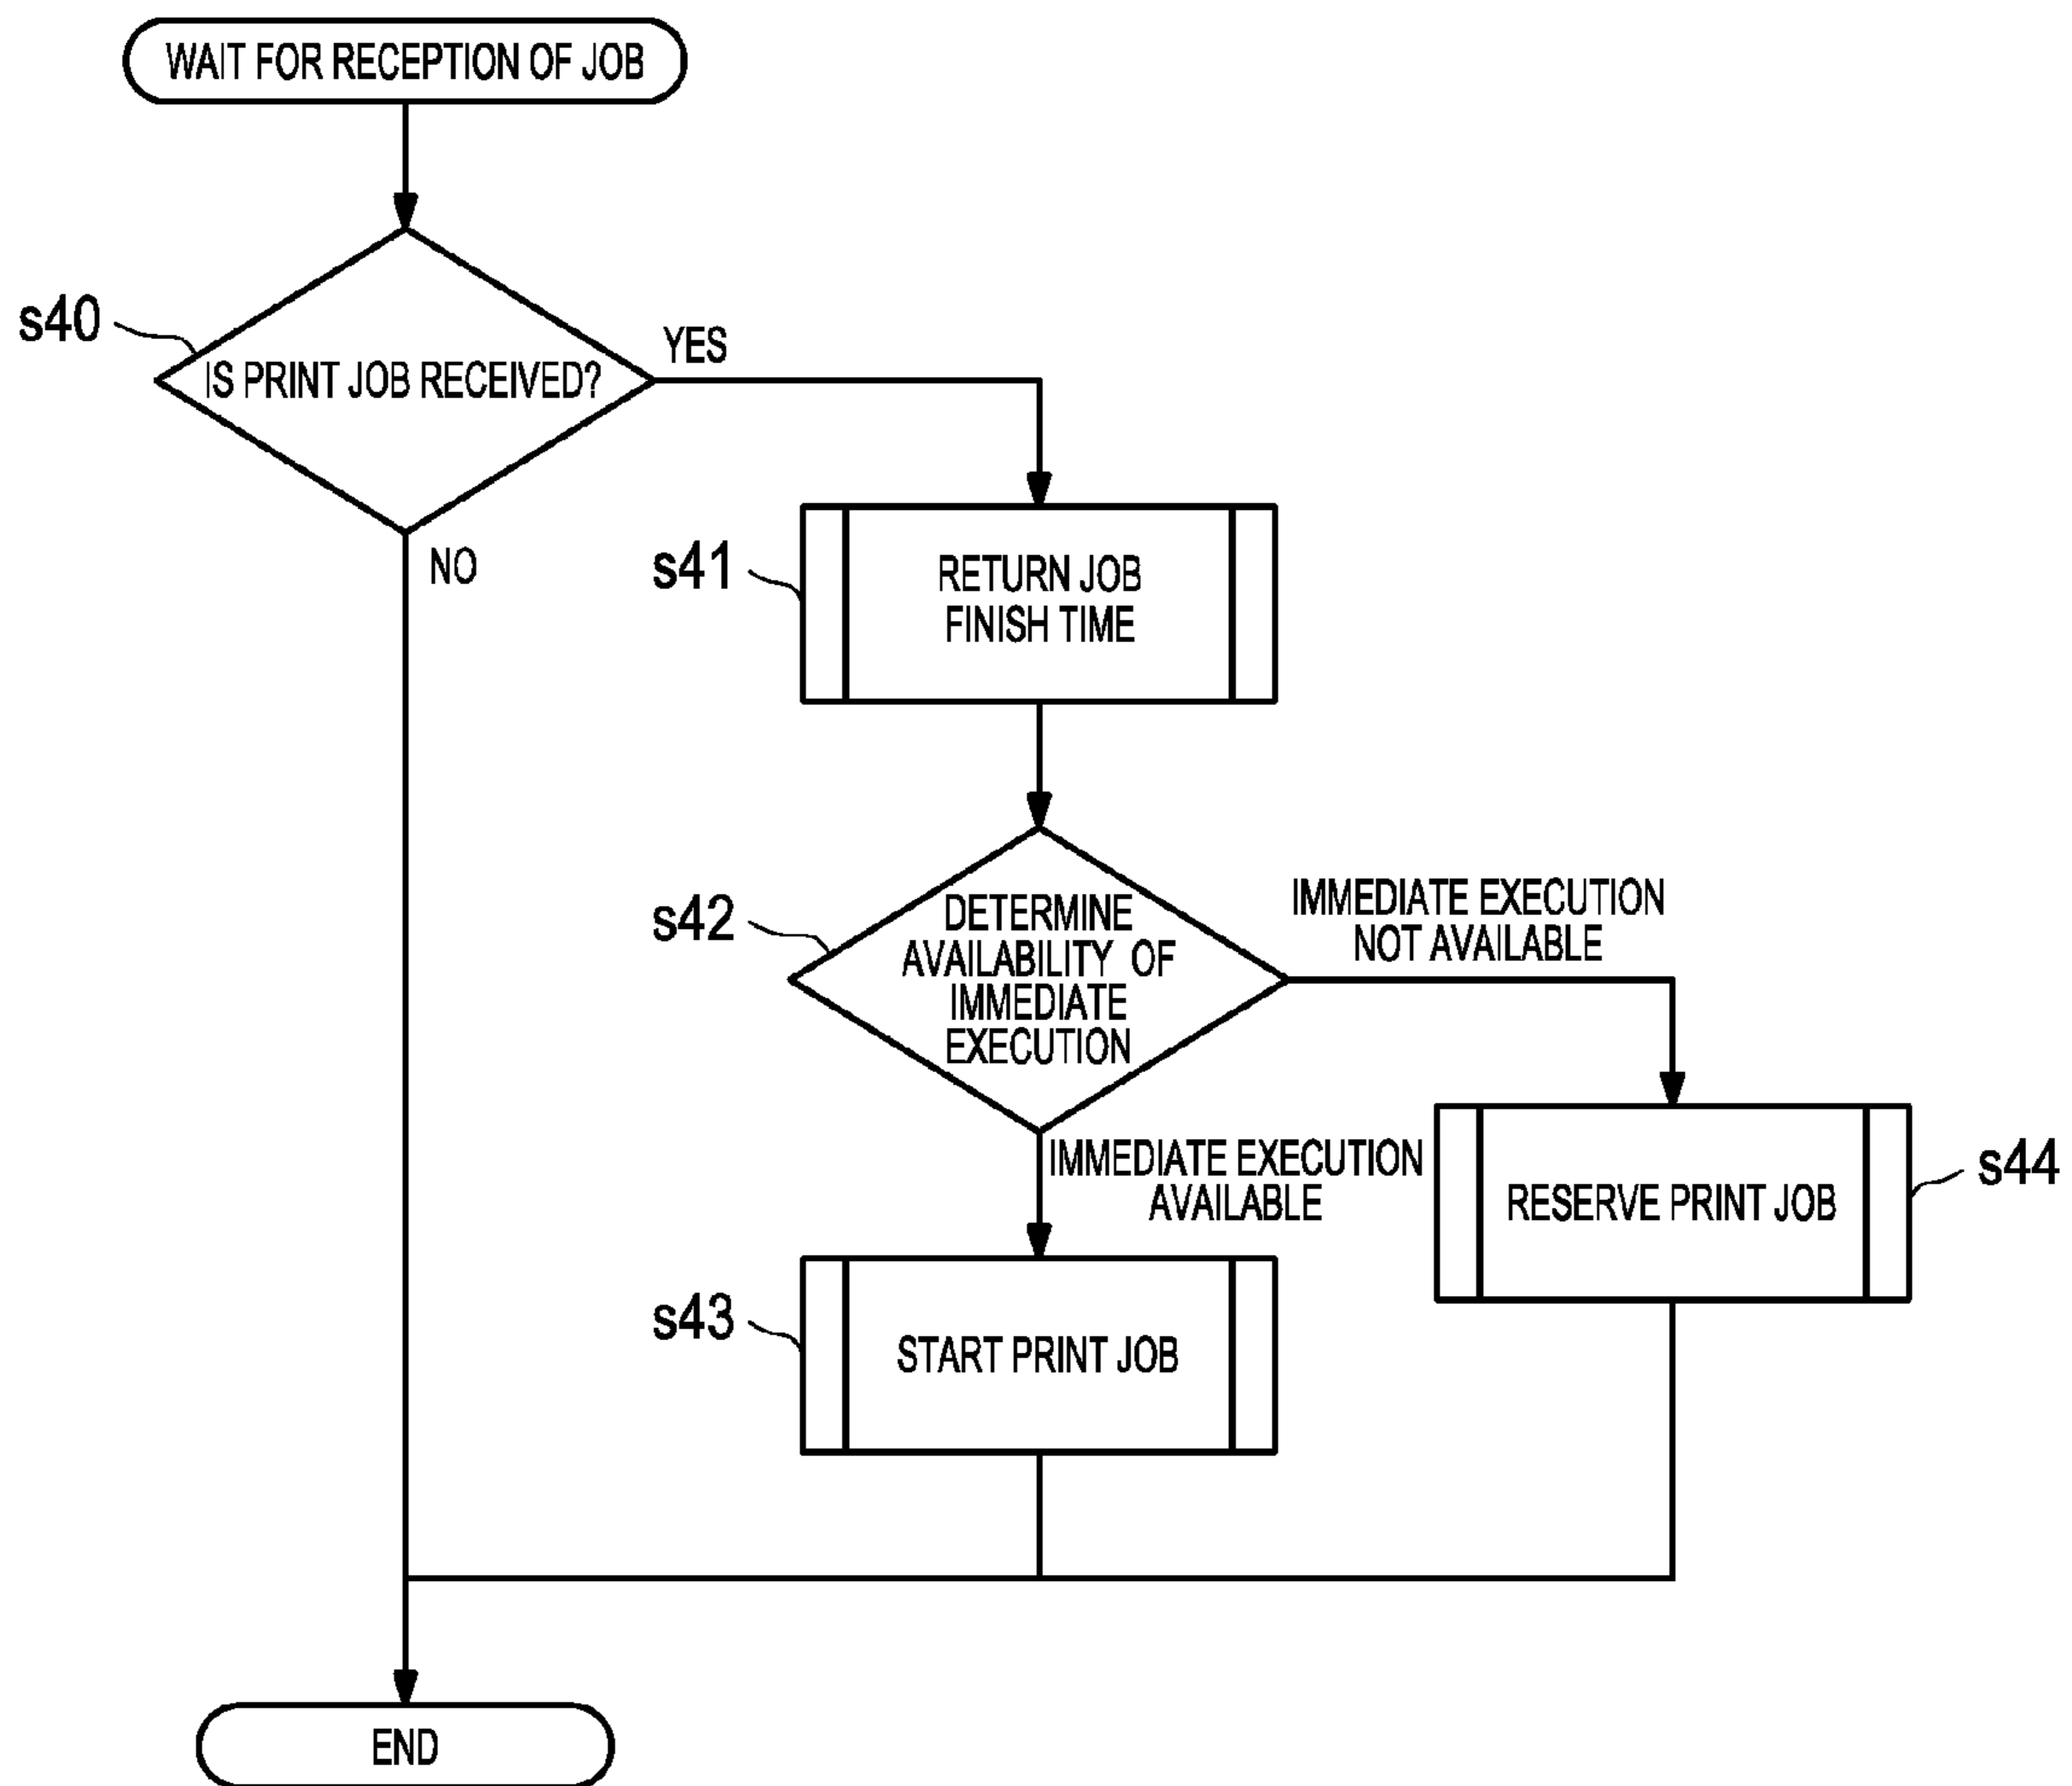 WAIT FOR RECEPTION OF JOB
s40
IS PRINT JOB RECEIVED?
YES
NO
s41
RETURN JOB
FINISH TIME
s42
DETERMINE
AVAILABILITY OF
IMMEDIATE
EXECUTION
IMMEDIATE EXECUTION
NOT AVAILABLE
IMMEDIATE EXECUTION
AVAILABLE
s43
START PRINT JOB
RESERVE PRINT JOB
s44
END